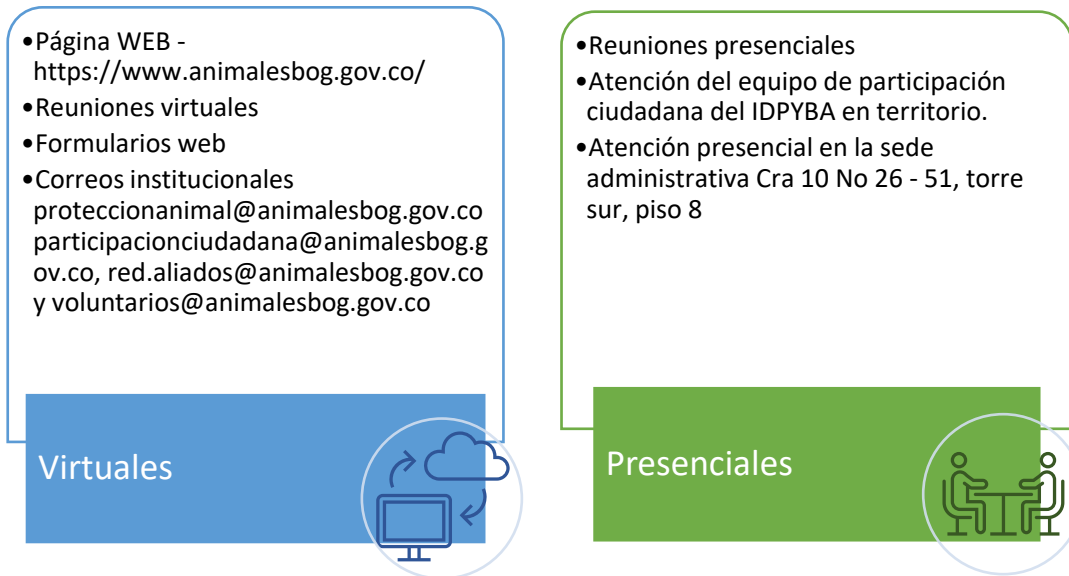 •Página WEB -
https://www.animalesbog.gov.co/
•Reuniones virtuales
•Formularios web
•Correos institucionales
proteccionanimal@animalesbog.gov.co
participacionciudadana@animalesbog.g
ov.co, red.aliados@animalesbog.gov.co
y voluntarios@animalesbog.gov.co
Virtuales
•Reuniones presenciales
•Atención del equipo de participación
ciudadana del IDPYBA en territorio.
•Atención presencial en la sede
administrativa Cra 10 No 26 - 51, torre
sur, piso 8
Presenciales